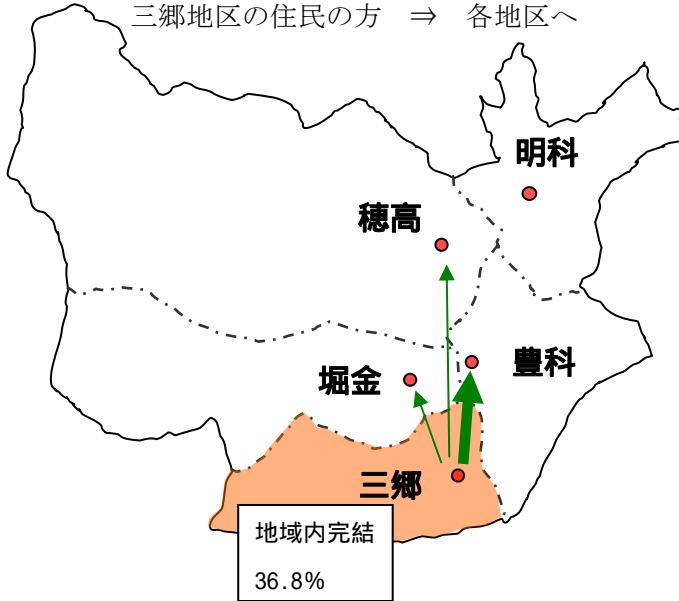 三郷地区の住民の方 ⇒ 各地区へ
明科
穂高
豊科
堀金
三郷
地域内完結
36.8%